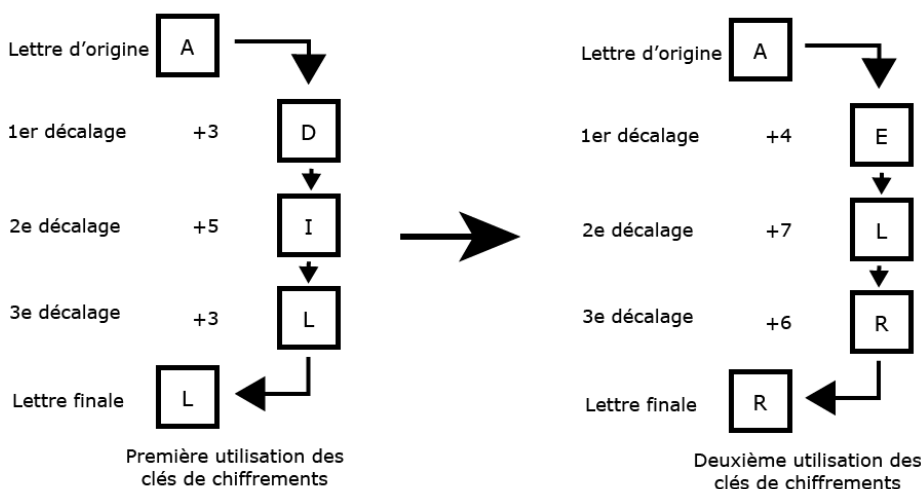 Lettre d'origine A
1er décalage +3 D
2e décalage +5 I
3e décalage +3 L
Lettre finale L
Première utilisation des
clés de chiffrements
Lettre d'origine A
1er décalage +4 E
2e décalage +7 L
3e décalage +6 R
Lettre finale R
Deuxième utilisation des
clés de chiffrements